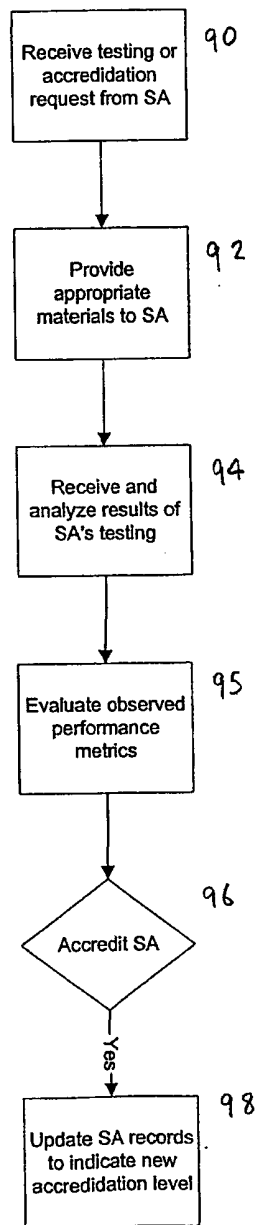 Receive testing or
accredidation
request from SA
90
Provide
appropriate
materials to SA
92
Receive and
analyze results of
SA's testing
94
Evaluate observed
performance
metrics
95
Accredit SA
96
Yes
Update SA records
to indicate new
accredidation level
98